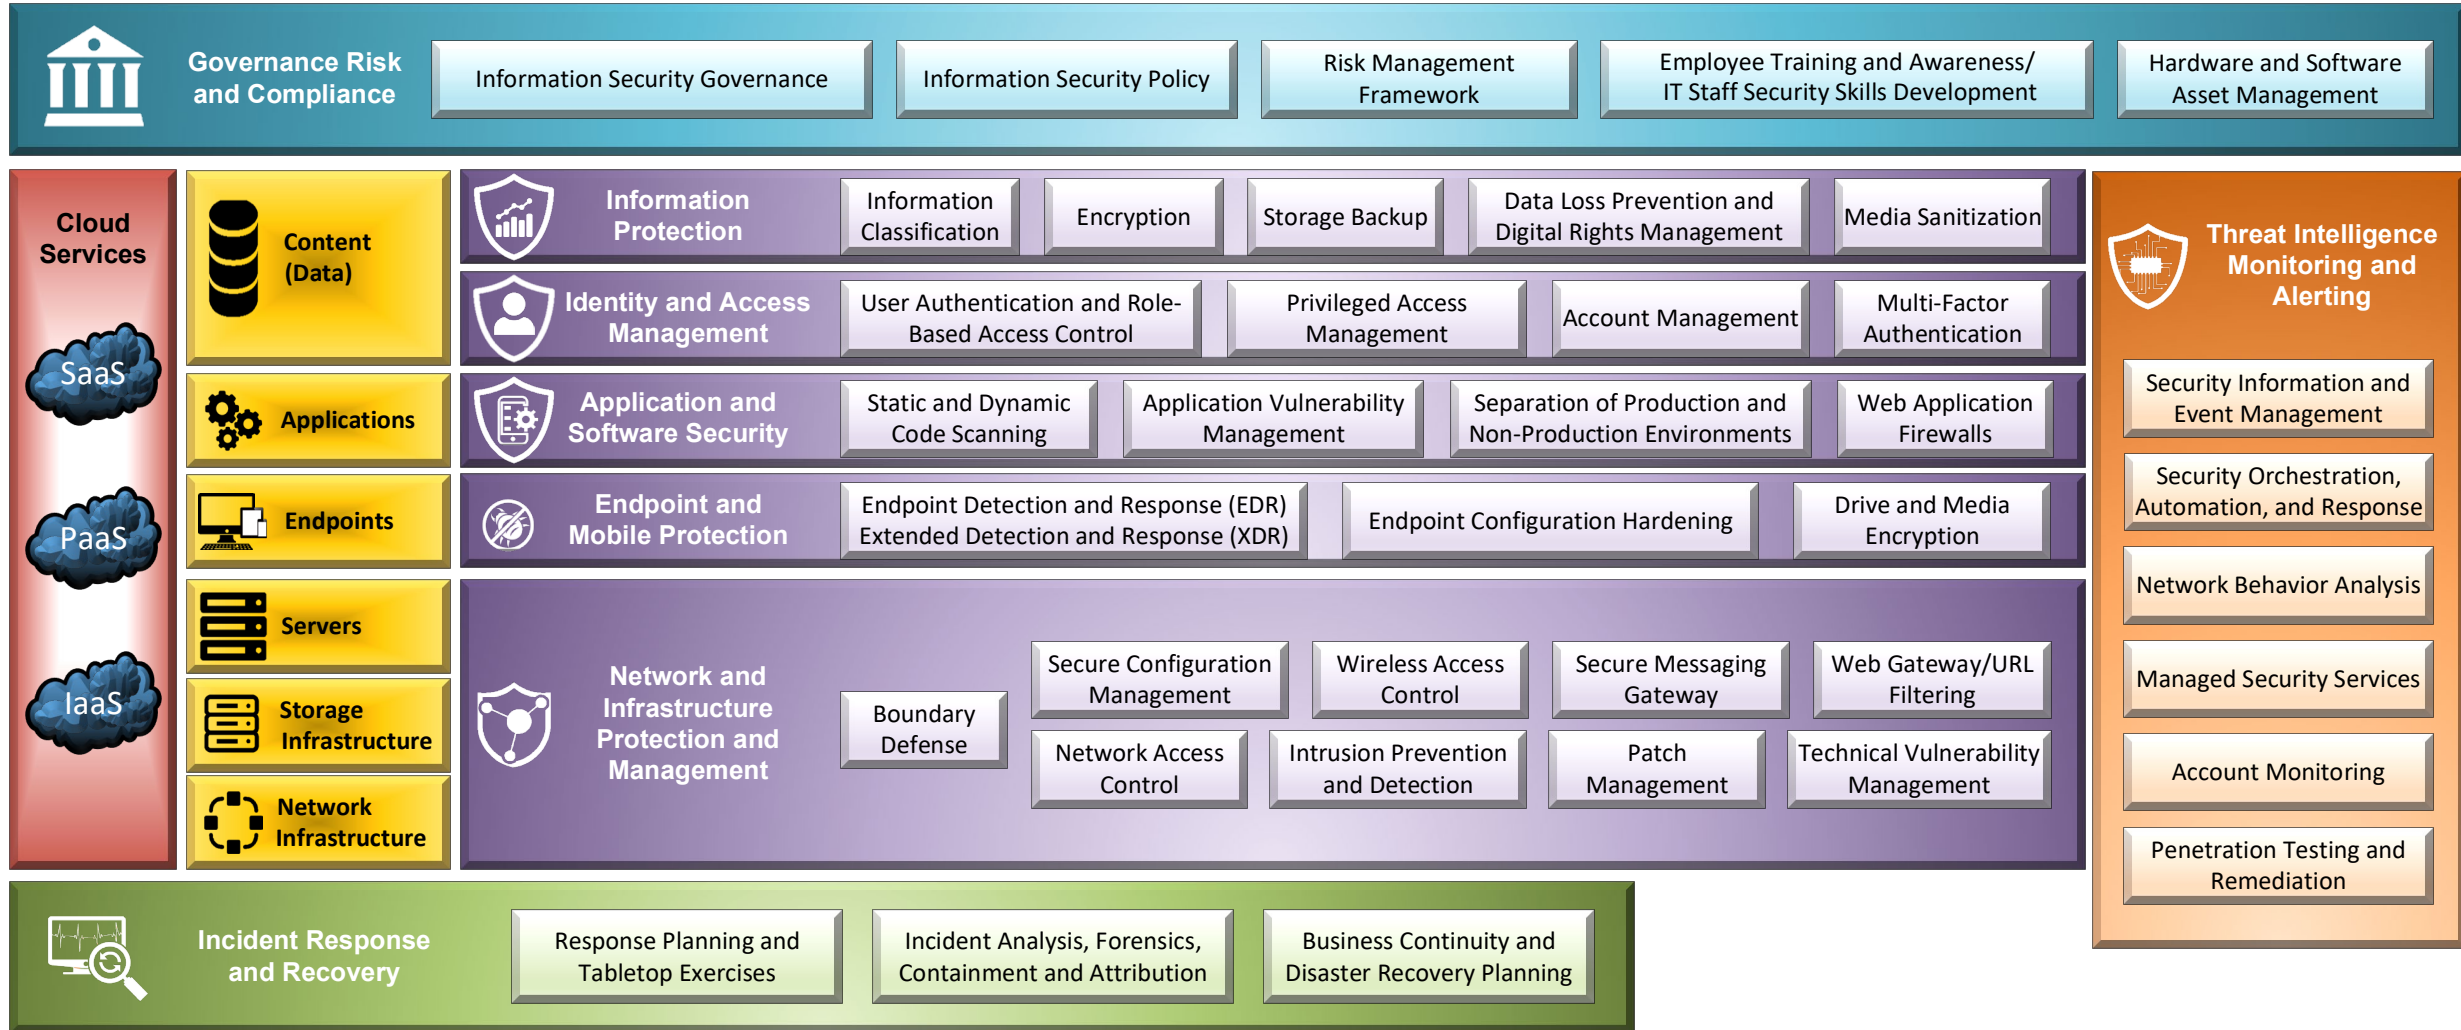 Governance Risk
and Compliance
Information Security Governance
Information Security Policy
Risk Management
Framework
Employee Training and Awareness/
IT Staff Security Skills Development
Hardware and Software
Asset Management
Cloud
Services
SaaS
PaaS
IaaS
Content
(Data)
Applications
Endpoints
Servers
Storage
Infrastructure
Network
Infrastructure
Information
Protection
Information
Classification
Encryption
Storage Backup
Data Loss Prevention and
Digital Rights Management
Media Sanitization
Identity and Access
Management
User Authentication and Role-
Based Access Control
Privileged Access
Management
Account Management
Multi-Factor
Authentication
Application and
Software Security
Static and Dynamic
Code Scanning
Application Vulnerability
Management
Separation of Production and
Non-Production Environments
Web Application
Firewalls
Endpoint and
Mobile Protection
Endpoint Detection and Response (EDR)
Extended Detection and Response (XDR)
Endpoint Configuration Hardening
Drive and Media
Encryption
Network and
Infrastructure
Protection and
Management
Boundary
Defense
Secure Configuration
Management
Wireless Access
Control
Secure Messaging
Gateway
Web Gateway/URL
Filtering
Network Access
Control
Intrusion Prevention
and Detection
Patch
Management
Technical Vulnerability
Management
Threat Intelligence
Monitoring and
Alerting
Security Information and
Event Management
Security Orchestration,
Automation, and Response
Network Behavior Analysis
Managed Security Services
Account Monitoring
Penetration Testing and
Remediation
Incident Response
and Recovery
Response Planning and
Tabletop Exercises
Incident Analysis, Forensics,
Containment and Attribution
Business Continuity and
Disaster Recovery Planning